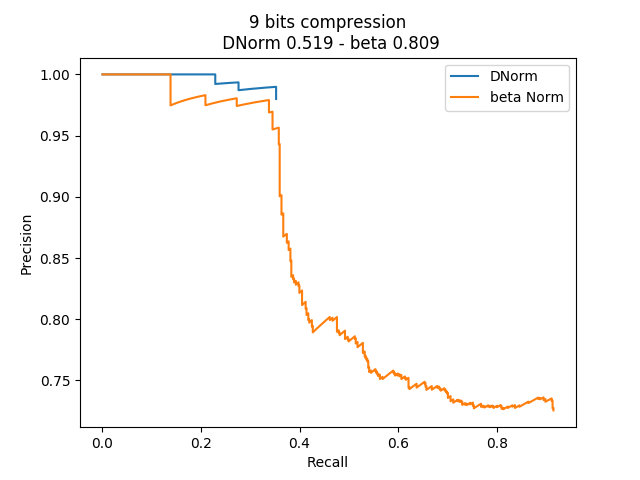 9 bits compression
DNorm 0.519 - beta 0.809
DNorm
beta Norm
1.00
0.95
0.90
0.85
0.80
0.75
Precision
0.0
0.2
0.4
0.6
0.8
Recall